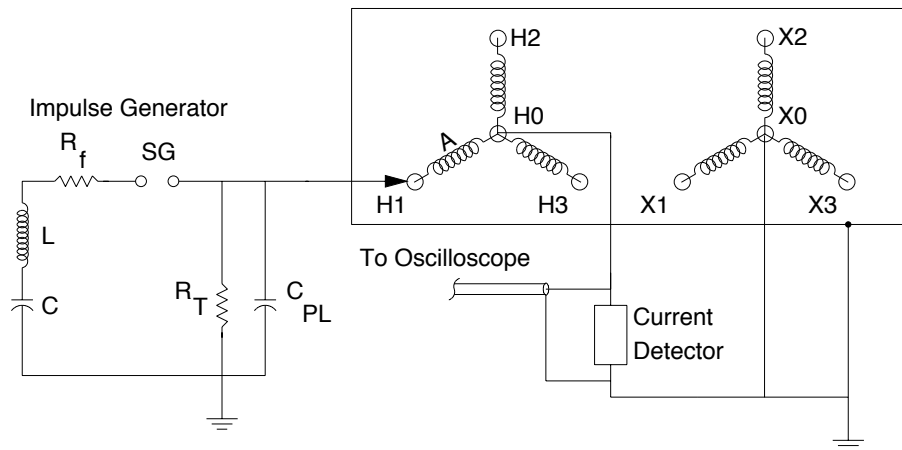 H2
X2
Impulse Generator
H0
X0
R
f
SG
A
H1
H3
X1
X3
L
To Oscilloscope
C
R
T
C
PL
Current
Detector